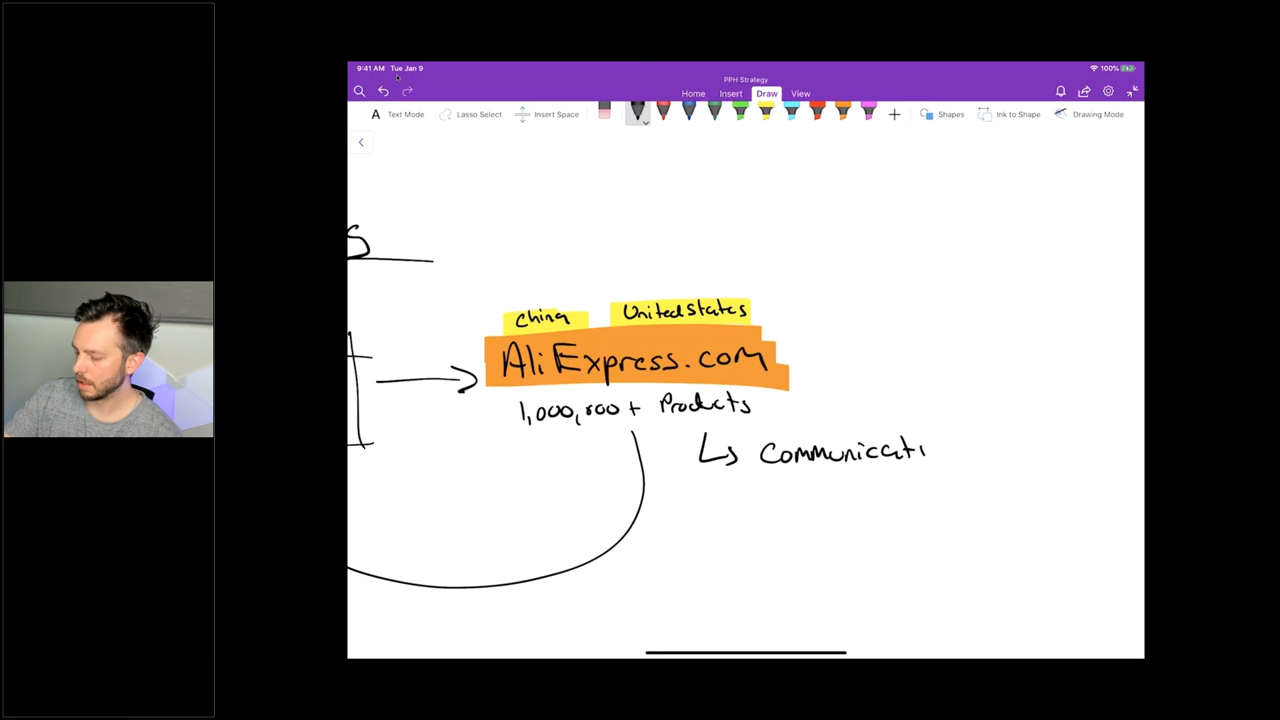 9:41 AM Tue Jan 9
100%
PPH Strategy
Home Insert Draw View
A Text Mode Lasso Select Insert Space Shapes Ink to Shape Drawing Mode
S
China United States
AliExpress.com
1,000,000+ Products
↳ Communicati